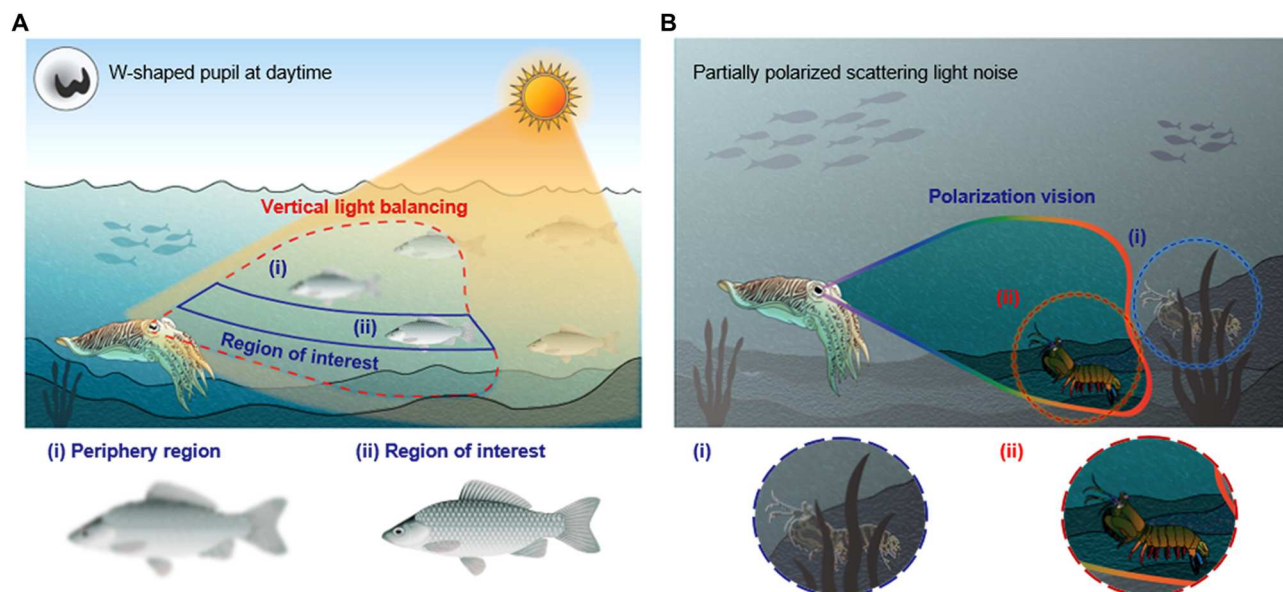 A
W-shaped pupil at daytime
Vertical light balancing
(i)
(ii)
Region of interest
(i) Periphery region
(ii) Region of interest
B
Partially polarized scattering light noise
Polarization vision
(i)
(ii)
(i)
(ii)